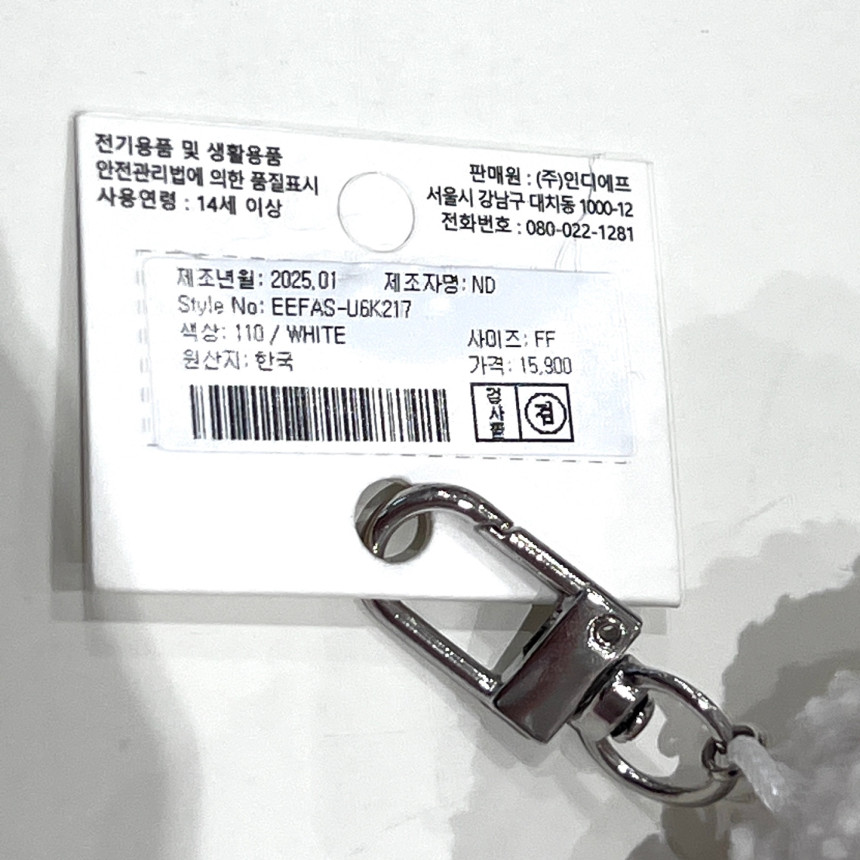 전기용품 및 생활용품
안전관리법에 의한 품질표시
사용연령 : 14세 이상
판매원 : (주)인디에프
서울시 강남구 대치동 1000-12
전화번호 : 080-022-1281
제조년월: 2025.01 제조자명: ND
Style No: EEFAS-U6K217
색상: 110 / WHITE 사이즈: FF
원산지: 한국 가격: 15,900
검사필 검